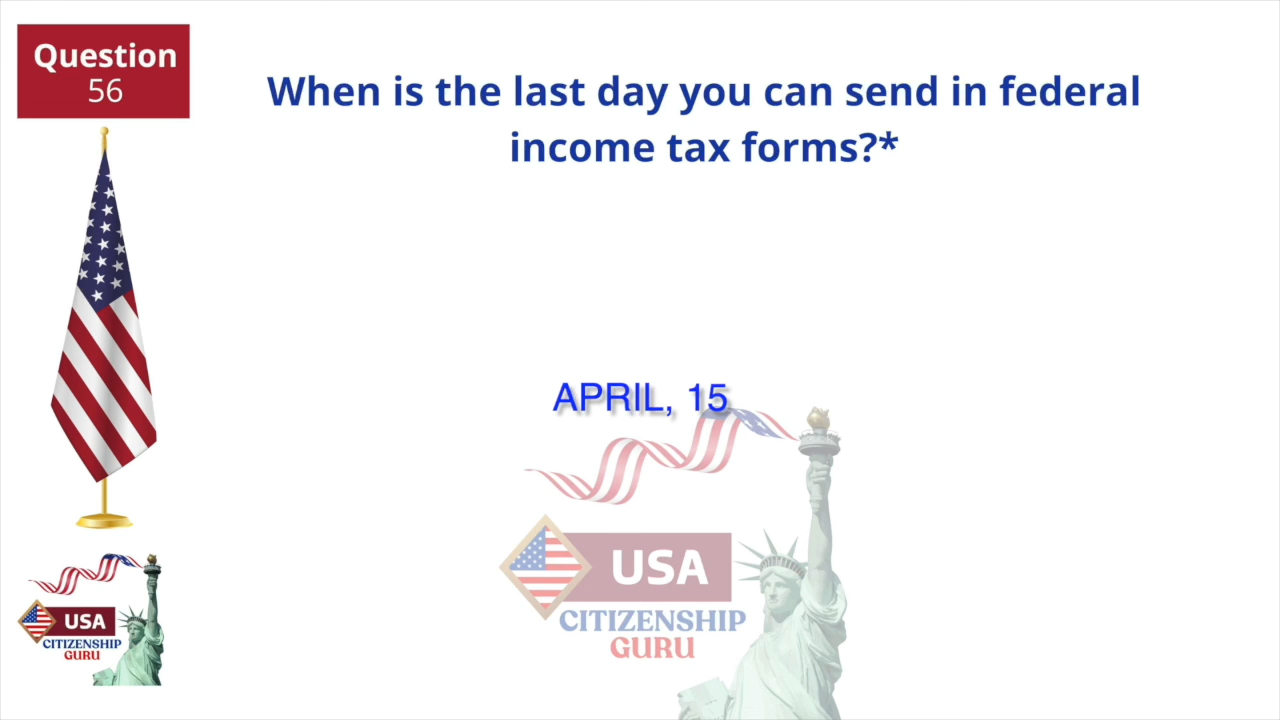 Question
56
When is the last day you can send in federal
income tax forms?*
APRIL, 15
USA
CITIZENSHIP
GURU
USA
CITIZENSHIP
GURU